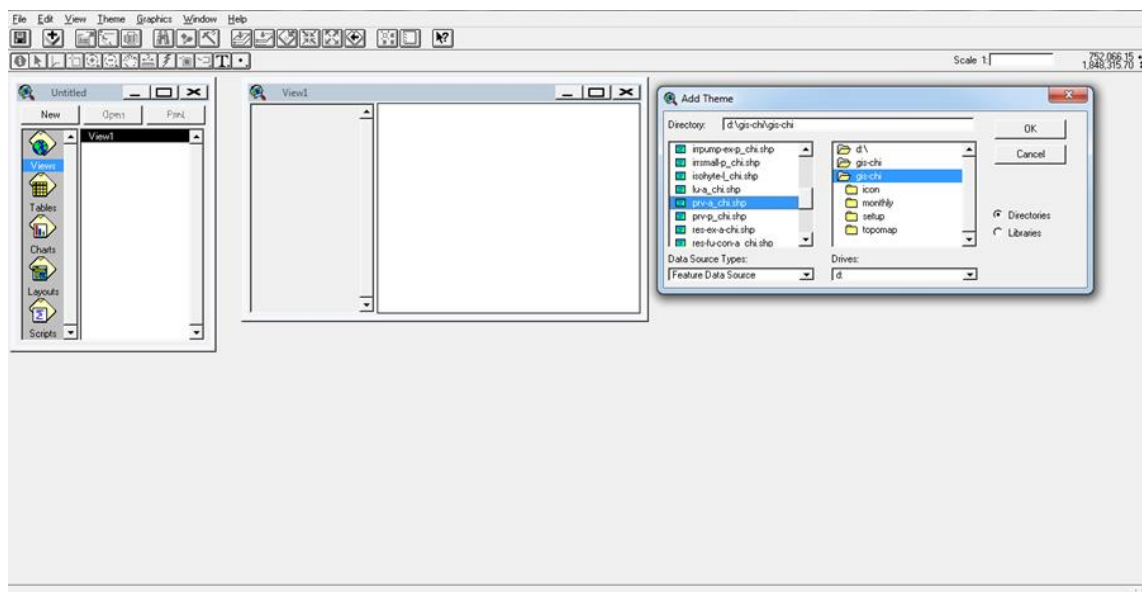 File Edit View Theme Graphics Window Help
Scale 1:
752,066.15
1,848,315.70
Untitled
New Open Print
Views
Tables
Charts
Layouts
Scripts
View1
View1
Add Theme
Directory: d:\gis-chi\gis-chi
irrpump-ex-p_chi.shp
irrsmall-p_chi.shp
isohyte-l_chi.shp
lu-a_chi.shp
prv-a_chi.shp
prv-p_chi.shp
res-ex-a-chi.shp
res-fu-con-a_chi.shp
Data Source Types:
Feature Data Source
d:\
gis-chi
gis-chi
icon
monthly
setup
topomap
Drives:
d:
OK
Cancel
Directories
Libraries